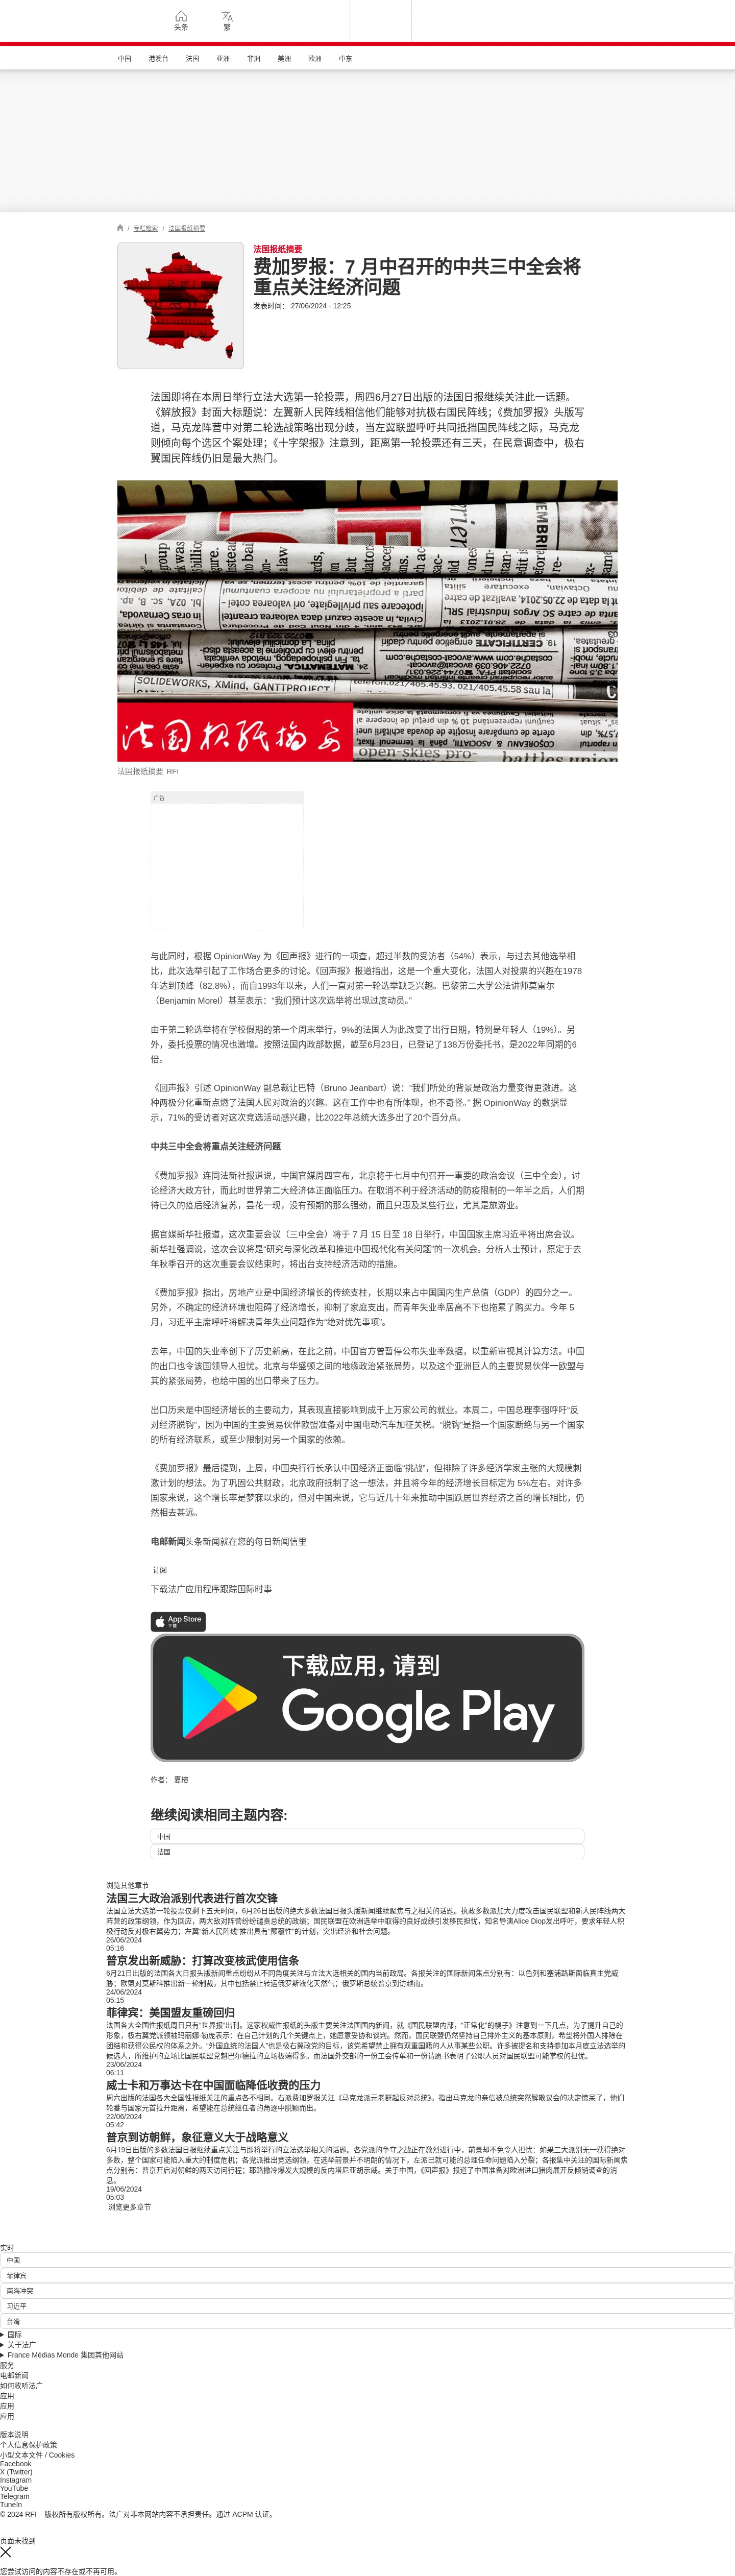 头条
繁
中国
港澳台
法国
亚洲
非洲
美洲
欧洲
中东
/ 专栏检索 / 法国报纸摘要
法国报纸摘要
费加罗报：7 月中召开的中共三中全会将
重点关注经济问题
发表时间： 27/06/2024 - 12:25
法国即将在本周日举行立法大选第一轮投票，周四6月27日出版的法国日报继续关注此一话题。
《解放报》封面大标题说：左翼新人民阵线相信他们能够对抗极右国民阵线；《费加罗报》头版写
道，马克龙阵营中对第二轮选战策略出现分歧，当左翼联盟呼吁共同抵挡国民阵线之际，马克龙
则倾向每个选区个案处理；《十字架报》注意到，距离第一轮投票还有三天，在民意调查中，极右
翼国民阵线仍旧是最大热门。
SOLIDEWORKS, XMind, GANTTPROJECT
法国报纸摘要
open-skies pro-
battles union
法国报纸摘要 RFI
广告
与此同时，根据 OpinionWay 为《回声报》进行的一项查，超过半数的受访者（54%）表示，与过去其他选举相
比，此次选举引起了工作场合更多的讨论。《回声报》报道指出，这是一个重大变化，法国人对投票的兴趣在1978
年达到顶峰（82.8%），而自1993年以来，人们一直对第一轮选举缺乏兴趣。巴黎第二大学公法讲师莫雷尔
（Benjamin Morel）甚至表示：“我们预计这次选举将出现过度动员。”
由于第二轮选举将在学校假期的第一个周末举行，9%的法国人为此改变了出行日期，特别是年轻人（19%）。另
外，委托投票的情况也激增。按照法国内政部数据，截至6月23日，已登记了138万份委托书，是2022年同期的6
倍。
《回声报》引述 OpinionWay 副总裁让巴特（Bruno Jeanbart）说：“我们所处的背景是政治力量变得更激进。这
种两极分化重新点燃了法国人民对政治的兴趣。这在工作中也有所体现，也不奇怪。” 据 OpinionWay 的数据显
示，71%的受访者对这次竞选活动感兴趣，比2022年总统大选多出了20个百分点。
中共三中全会将重点关注经济问题
《费加罗报》连同法新社报道说，中国官媒周四宣布，北京将于七月中旬召开一重要的政治会议（三中全会），讨
论经济大政方针，而此时世界第二大经济体正面临压力。在取消不利于经济活动的防疫限制的一年半之后，人们期
待已久的疫后经济复苏，昙花一现，没有预期的那么强劲，而且只惠及某些行业，尤其是旅游业。
据官媒新华社报道，这次重要会议（三中全会）将于 7 月 15 日至 18 日举行，中国国家主席习近平将出席会议。
新华社强调说，这次会议将是“研究与深化改革和推进中国现代化有关问题”的一次机会。分析人士预计，原定于去
年秋季召开的这次重要会议结束时，将出台支持经济活动的措施。
《费加罗报》指出，房地产业是中国经济增长的传统支柱，长期以来占中国国内生产总值（GDP）的四分之一。
另外，不确定的经济环境也阻碍了经济增长，抑制了家庭支出，而青年失业率居高不下也拖累了购买力。今年 5
月，习近平主席呼吁将解决青年失业问题作为“绝对优先事项”。
去年，中国的失业率创下了历史新高，在此之前，中国官方曾暂停公布失业率数据，以重新审视其计算方法。中国
的出口也令该国领导人担忧。北京与华盛顿之间的地缘政治紧张局势，以及这个亚洲巨人的主要贸易伙伴━欧盟与
其的紧张局势，也给中国的出口带来了压力。
出口历来是中国经济增长的主要动力，其表现直接影响到成千上万家公司的就业。本周二，中国总理李强呼吁“反
对经济脱钩”，因为中国的主要贸易伙伴欧盟准备对中国电动汽车加征关税。“脱钩”是指一个国家断绝与另一个国家
的所有经济联系，或至少限制对另一个国家的依赖。
《费加罗报》最后提到，上周，中国央行行长承认中国经济正面临“挑战”，但排除了许多经济学家主张的大规模刺
激计划的想法。为了巩固公共财政，北京政府抵制了这一想法，并且将今年的经济增长目标定为 5%左右。对许多
国家来说，这个增长率是梦寐以求的，但对中国来说，它与近几十年来推动中国跃居世界经济之首的增长相比，仍
然相去甚远。
电邮新闻头条新闻就在您的每日新闻信里
订阅
下载法广应用程序跟踪国际时事
App Store
下载
下载应用，请到
Google Play
作者： 夏榕
继续阅读相同主题内容:
中国
法国
浏览其他章节
法国三大政治派别代表进行首次交锋
法国立法大选第一轮投票仅剩下五天时间，6月26日出版的绝大多数法国日报头版新闻继续聚焦与之相关的话题。执政多数派加大力度攻击国民联盟和新人民阵线两大
阵营的政策纲领，作为回应，两大敌对阵营纷纷谴责总统的政绩；国民联盟在欧洲选举中取得的良好成绩引发移民担忧，知名导演Alice Diop发出呼吁，要求年轻人积
极行动反对极右翼势力；左翼“新人民阵线”推出具有“颠覆性”的计划，突出经济和社会问题。
26/06/2024
05:16
普京发出新威胁：打算改变核武使用信条
6月21日出版的法国各大日报头版新闻重点纷纷从不同角度关注与立法大选相关的国内当前政局。各报关注的国际新闻焦点分别有：以色列和塞浦路斯面临真主党威
胁；欧盟对莫斯科推出新一轮制裁，其中包括禁止转运俄罗斯液化天然气；俄罗斯总统普京到访越南。
24/06/2024
05:15
菲律宾：美国盟友重磅回归
法国各大全国性报纸周日只有“世界报”出刊。这家权威性报纸的头版主要关注法国国内新闻，就《国民联盟内部，“正常化”的幌子》注意到一下几点，为了提升自己的
形象，极右翼党派领袖玛丽娜·勒庞表示：在自己计划的几个关键点上，她愿意妥协和谈判。然而，国民联盟仍然坚持自己排外主义的基本原则，希望将外国人排除在
团结和获得公民权的体系之外。“外国血统的法国人”也是极右翼政党的目标，该党希望禁止拥有双重国籍的人从事某些公职。许多被提名和支持参加本月底立法选举的
候选人，所维护的立场比国民联盟党魁巴尔德拉的立场极端得多。而法国外交部的一份工会传单和一份请愿书表明了公职人员对国民联盟可能掌权的担忧。
23/06/2024
06:11
威士卡和万事达卡在中国面临降低收费的压力
周六出版的法国各大全国性报纸关注的重点各不相同。右派费加罗报关注《马克龙派元老群起反对总统》。指出马克龙的亲信被总统突然解散议会的决定惊呆了，他们
轮番与国家元首拉开距离，希望能在总统继任者的角逐中脱颖而出。
22/06/2024
05:42
普京到访朝鲜，象征意义大于战略意义
6月19日出版的多数法国日报继续重点关注与即将举行的立法选举相关的话题。各党派的争夺之战正在激烈进行中，前景却不免令人担忧：如果三大派别无一获得绝对
多数，整个国家可能陷入重大的制度危机；各党派推出竞选纲领，在选举前景并不明朗的情况下，左派已就可能的总理任命问题陷入分裂；各报集中关注的国际新闻焦
点分别有：普京开启对朝鲜的两天访问行程；耶路撒冷爆发大规模的反内塔尼亚胡示威。关于中国，《回声报》报道了中国准备对欧洲进口猪肉展开反倾销调查的消
息。
19/06/2024
05:03
浏览更多章节
实时
中国
菲律宾
南海冲突
习近平
台湾
国际
关于法广
France Médias Monde 集团其他网站
服务
电邮新闻
如何收听法广
应用
应用
应用
版本说明
个人信息保护政策
小型文本文件 / Cookies
Facebook
X (Twitter)
Instagram
YouTube
Telegram
TuneIn
© 2024 RFI – 版权所有版权所有。法广对非本网站内容不承担责任。通过 ACPM 认证。
页面未找到
您尝试访问的内容不存在或不再可用。